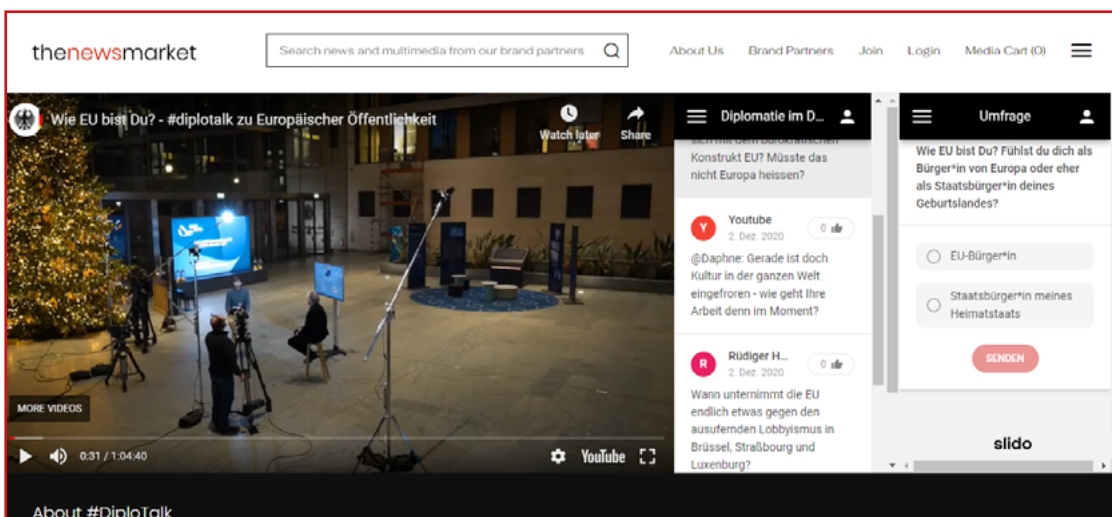 thenewsmarket
Search news and multimedia from our brand partners
About Us Brand Partners Join Login Media Cart (0)
Wie EU bist Du? - #diplotalk zu Europäischer Öffentlichkeit
Watch later Share
MORE VIDEOS
0:31 / 1:04:40
YouTube
Diplomatie im D...
sich mit dem bürokratischen
Konstrukt EU? Müsste das
nicht Europa heissen?
Y Youtube
2. Dez. 2020 0
@Daphne: Gerade ist doch
Kultur in der ganzen Welt
eingefroren - wie geht Ihre
Arbeit denn im Moment?
R Rüdiger H...
2. Dez. 2020 0
Wann unternimmt die EU
endlich etwas gegen den
ausufernden Lobbyismus in
Brüssel, Straßbourg und
Luxenburg?
Umfrage
Wie EU bist Du? Fühlst du dich als
Bürger*in von Europa oder eher
als Staatsbürger*in deines
Geburtslandes?
EU-Bürger*in
Staatsbürger*in meines
Heimatstaats
SENDEN
slido
About #DiploTalk